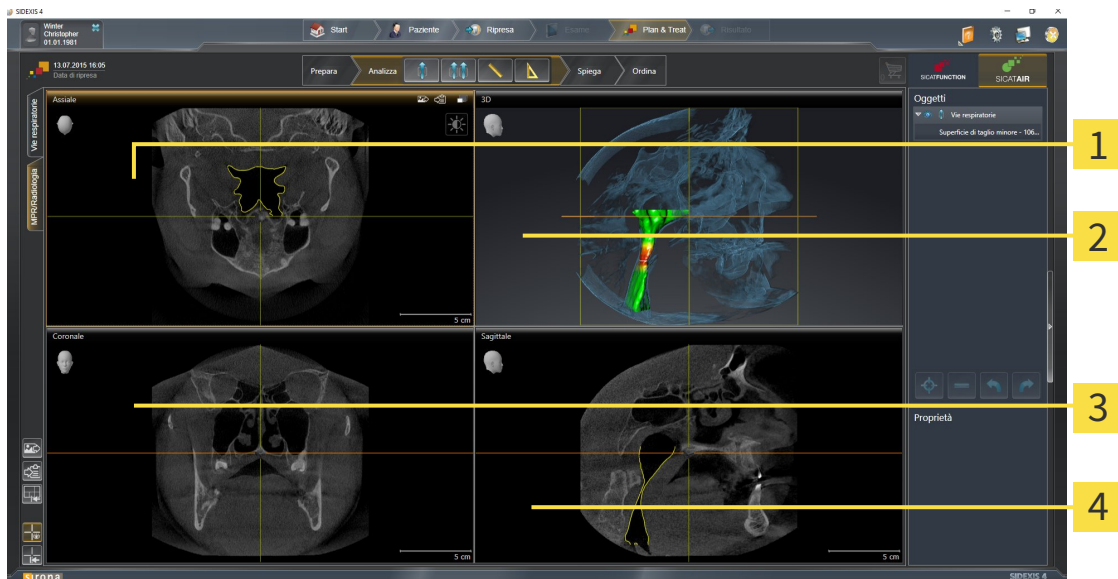 SIDEXIS 4
Winter
Christopher
01.01.1981
Start
Paziente
Ripresa
Esame
Plan & Treat
Risultato
13.07.2015 16:05
Data di ripresa
Prepara
Analizza
Spiega
Ordina
SICATFUNCTION
SICATAIR
Vie respiratorie
MPR/Radiologia
Assiale
3D
Oggetti
Vie respiratorie
Superficie di taglio minore - 106...
1
2
5 cm
Coronale
Sagittale
3
Proprietà
4
5 cm
5 cm
sirona
SIDEXIS 4